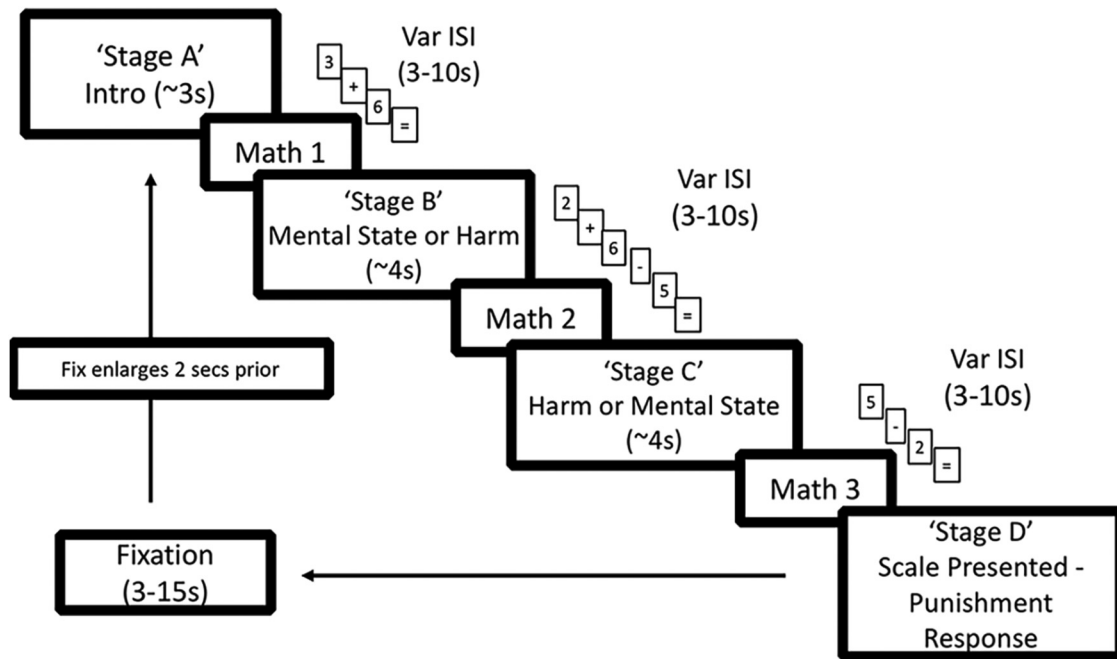 ‘Stage A’
Intro (~3s)
3
+
6
=
Var ISI
(3-10s)
Math 1
‘Stage B’
Mental State or Harm
(~4s)
2
+
6
-
5
=
Var ISI
(3-10s)
Math 2
Fix enlarges 2 secs prior
‘Stage C’
Harm or Mental State
(~4s)
5
-
2
=
Var ISI
(3-10s)
Math 3
Fixation
(3-15s)
‘Stage D’
Scale Presented -
Punishment
Response